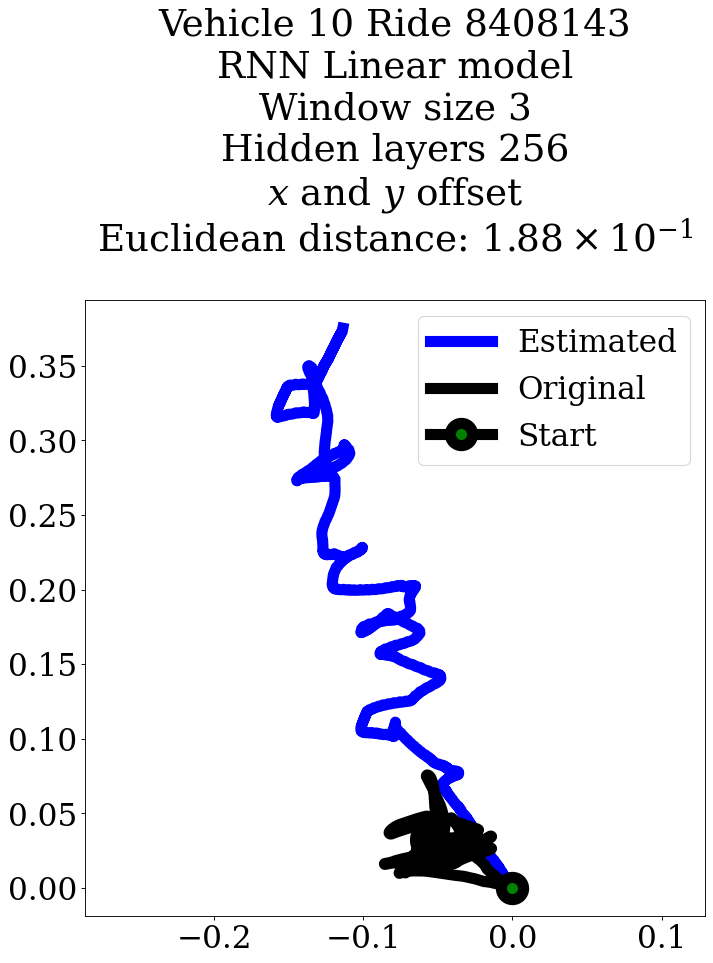 Vehicle 10 Ride 8408143
RNN Linear model
Window size 3
Hidden layers 256
x and y offset
Euclidean distance: 1.88 × 10⁻¹
Estimated
Original
Start
0.35
0.30
0.25
0.20
0.15
0.10
0.05
0.00
−0.2 −0.1 0.0 0.1